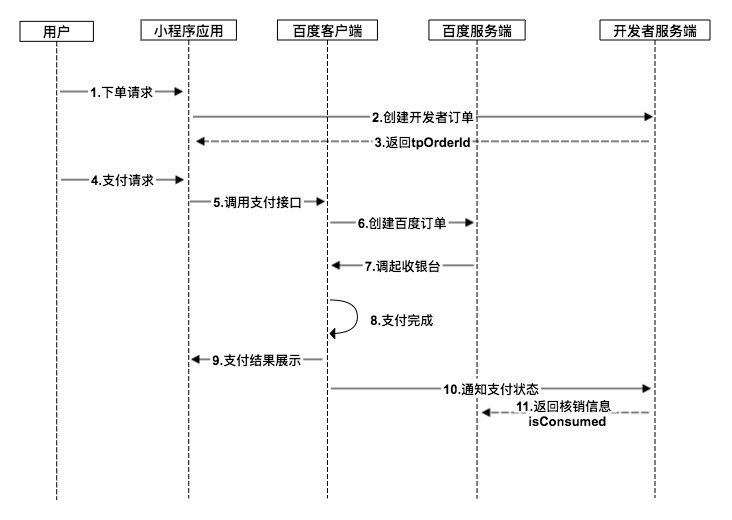 用户
小程序应用
百度客户端
百度服务端
开发者服务端
1.下单请求
2.创建开发者订单
3.返回tpOrderId
4.支付请求
5.调用支付接口
6.创建百度订单
7.调起收银台
8.支付完成
9.支付结果展示
10.通知支付状态
11.返回核销信息
isConsumed